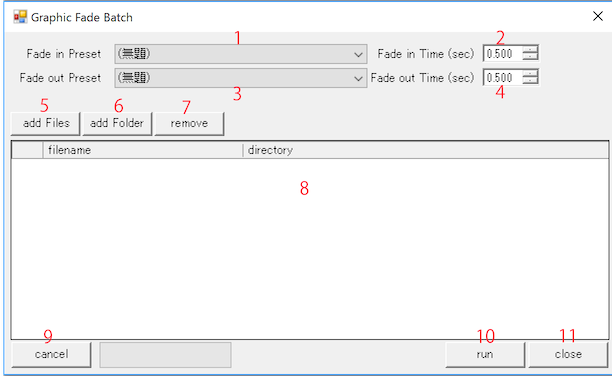 Graphic Fade Batch
1 2
Fade in Preset (無題) Fade in Time (sec) 0.500
Fade out Preset (無題) Fade out Time (sec) 0.500
3 4
5 6 7
add Files add Folder remove
filename directory
8
9 10 11
cancel run close